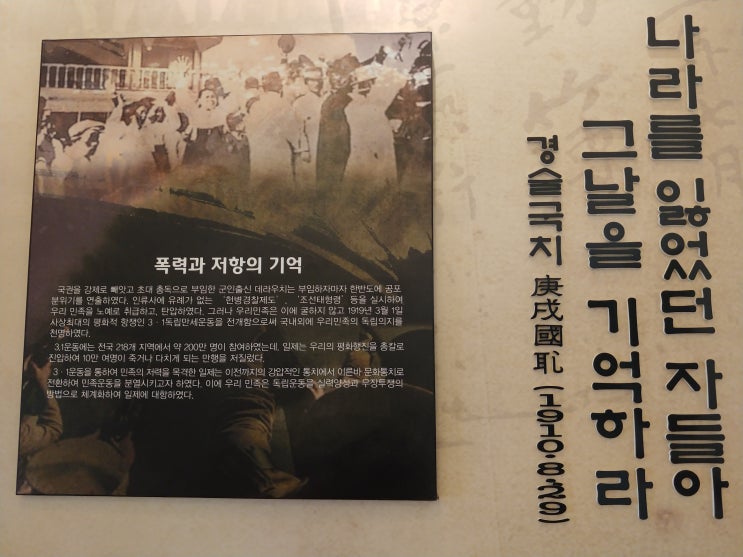 나라를 잃었던 자들아
그날을 기억하라
경술국치 庚戌國恥 (1910.8.29)
폭력과 저항의 기억
국권을 강제로 빼앗고 초대 총독으로 부임한 군인출신 데라우치는 부임하자마자 한반도에 공포
분위기를 연출하였다. 인류사에 유례가 없는 '헌병경찰제도', '조선태형령' 등을 실시하여
우리 민족을 노예로 취급하고, 탄압하였다. 그러나 우리민족은 이에 굴하지 않고 1919년 3월 1일
사상최대의 평화적 항쟁인 3·1독립만세운동을 전개함으로써 국내외에 우리민족의 독립의지를
천명하였다.
3.1운동에는 전국 218개 지역에서 약 200만 명이 참여하였는데, 일제는 우리의 평화행진을 총칼로
진압하여 10만 여명이 죽거나 다치게 되는 만행을 저질렀다.
3·1운동을 통하여 민족의 저력을 목격한 일제는 이전까지의 강압적인 통치에서 이른바 문화통치로
전환하여 민족운동을 분열시키고자 하였다. 이에 우리 민족은 독립운동을 실력양성과 무장투쟁의
방법으로 체계화하여 일제에 대항하였다.